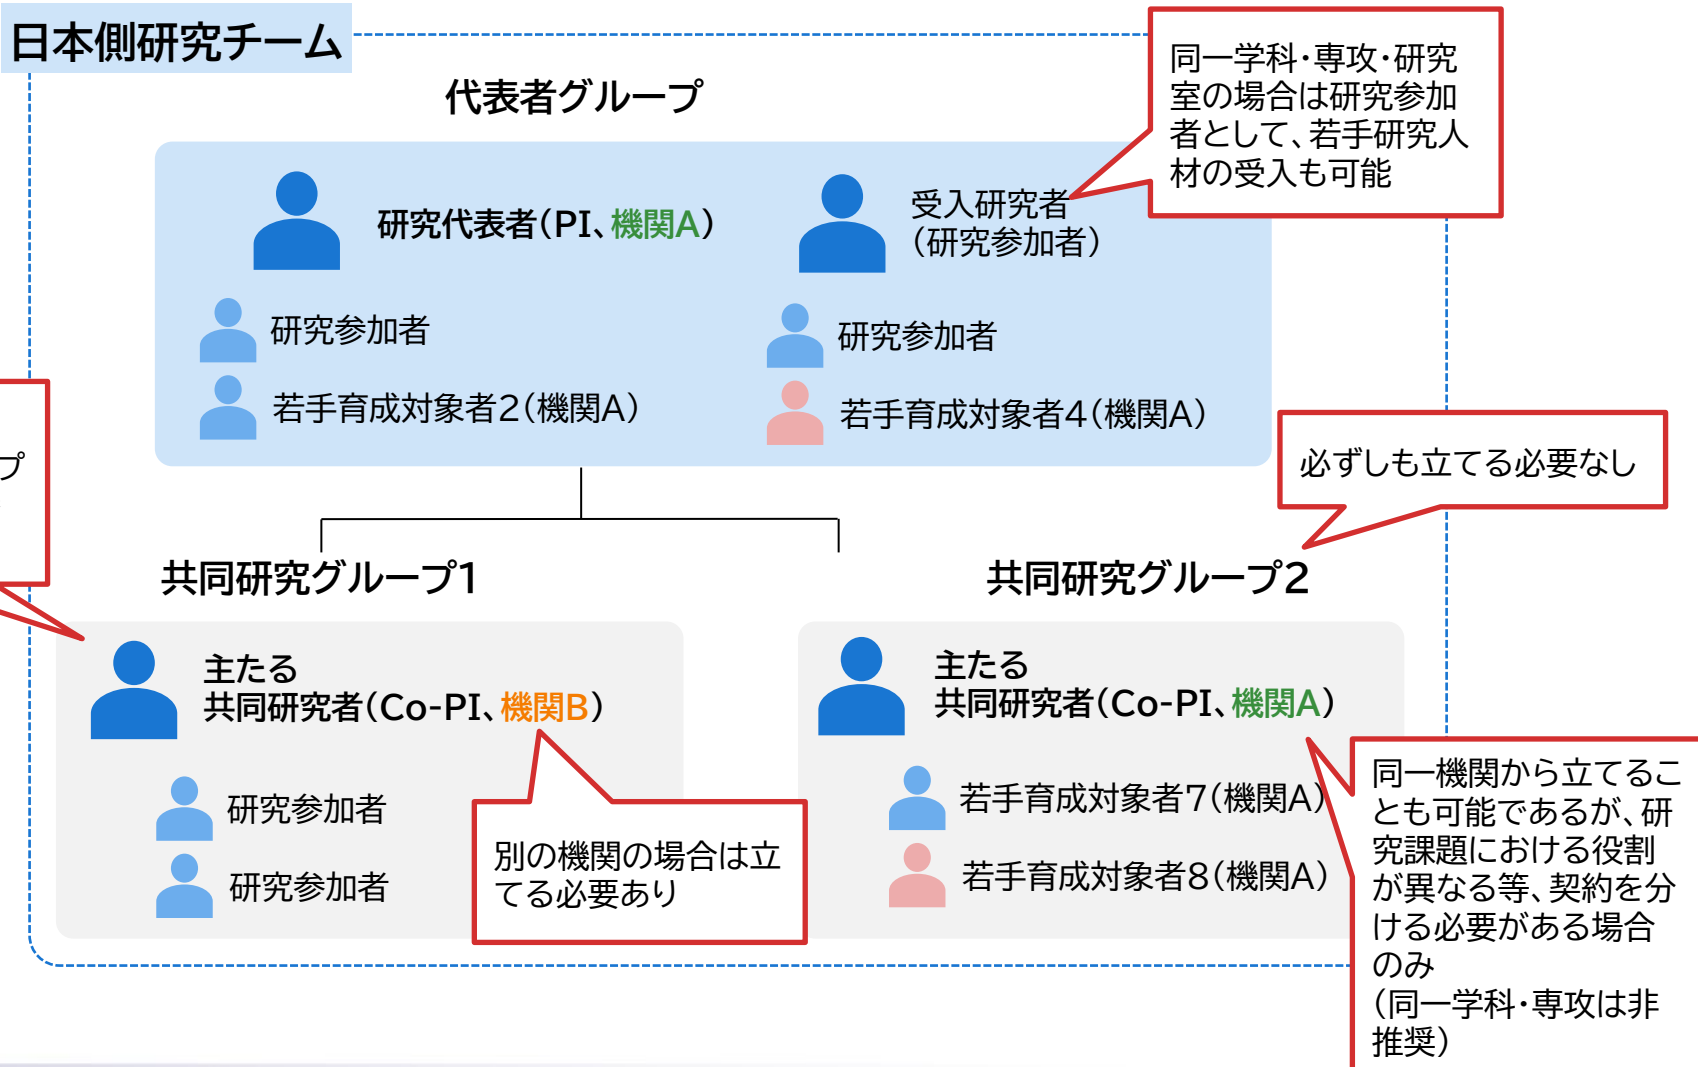 日本側研究チーム
代表者グループ
同一学科・専攻・研究
室の場合は研究参加
者として、若手研究人
材の受入も可能
研究代表者(PI、機関A)
受入研究者
(研究参加者)
研究参加者
若手育成対象者2(機関A)
研究参加者
若手育成対象者4(機関A)
プ
必ずしも立てる必要なし
共同研究グループ1
主たる
共同研究者(Co-PI、機関B)
研究参加者
研究参加者
別の機関の場合は立
てる必要あり
共同研究グループ2
主たる
共同研究者(Co-PI、機関A)
若手育成対象者7(機関A)
若手育成対象者8(機関A)
同一機関から立てるこ
とも可能であるが、研
究課題における役割
が異なる等、契約を分
ける必要がある場合
のみ
(同一学科・専攻は非
推奨)